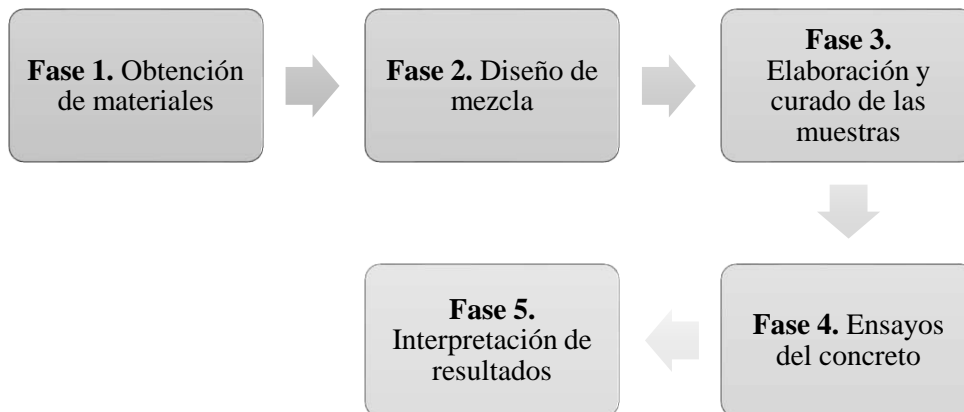 Fase 1. Obtención
de materiales
Fase 2. Diseño de
mezcla
Fase 3.
Elaboración y
curado de las
muestras
Fase 4. Ensayos
del concreto
Fase 5.
Interpretación de
resultados